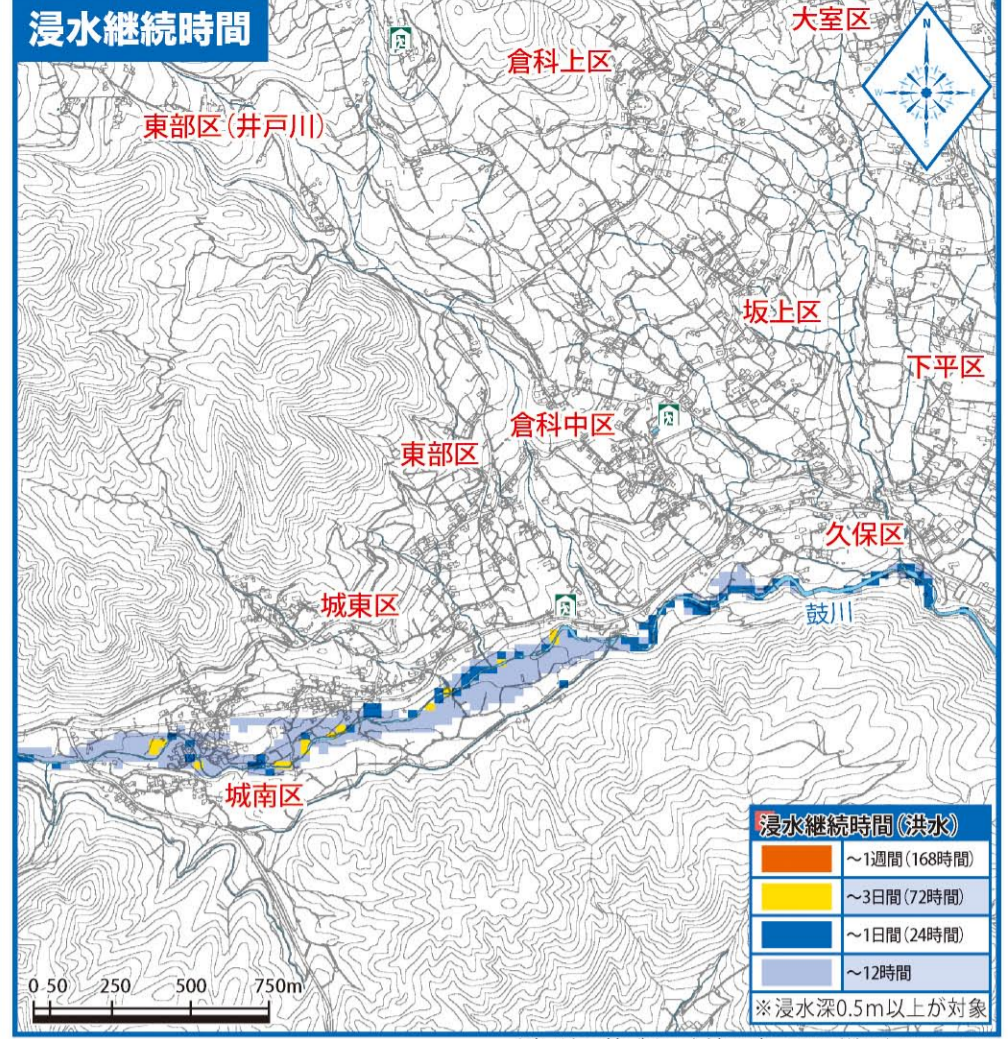 浸水継続時間
大室区
倉科上区
東部区(井戸川)
坂上区
下平区
倉科中区
東部区
久保区
城東区
鼓川
城南区
N
W
E
S
浸水継続時間(洪水)
～1週間(168時間)
～3日間(72時間)
～1日間(24時間)
～12時間
※浸水深0.5m以上が対象
0 50 250 500 750m